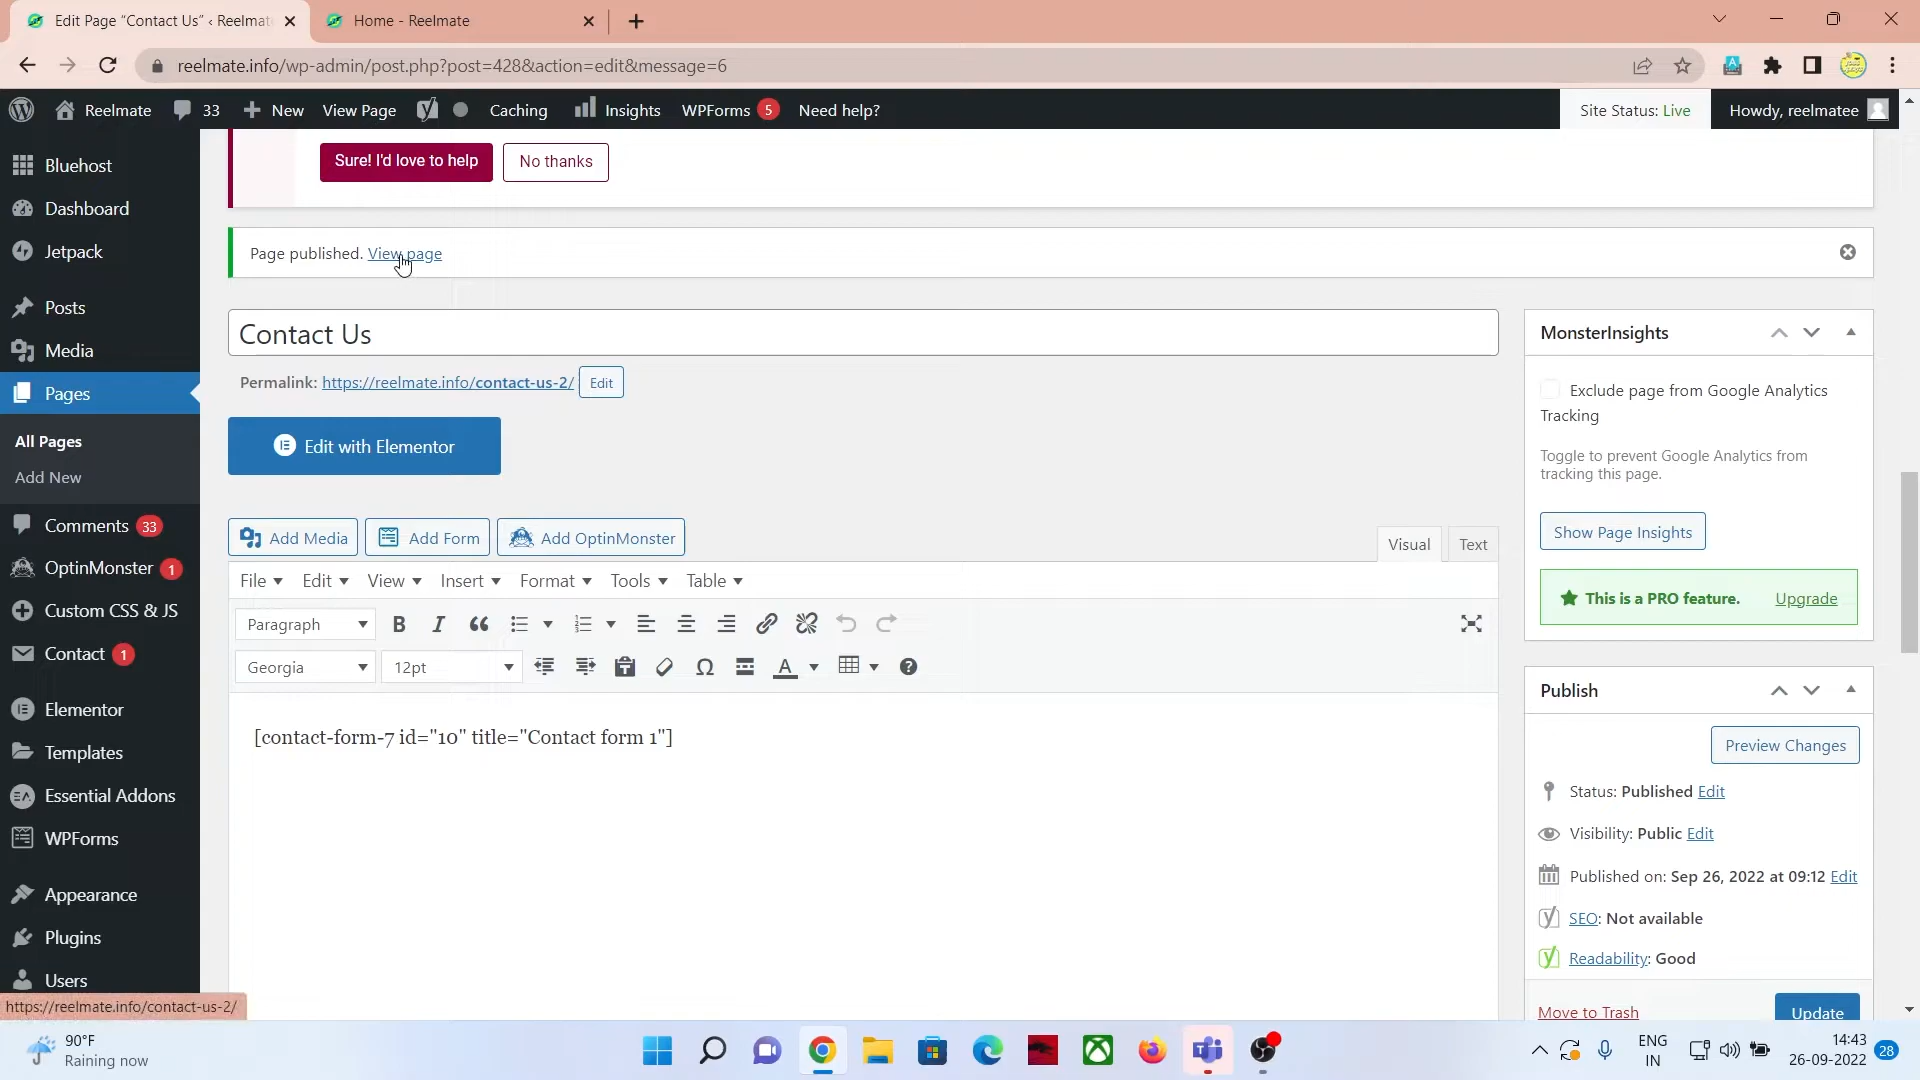 Edit Page “Contact Us” ‹ Reelmate
Home - Reelmate
reelmate.info/wp-admin/post.php?post=428&action=edit&message=6
Reelmate
33
New
View Page
Caching
Insights
WPForms 5
Need help?
Site Status: Live
Howdy, reelmatee
Bluehost
Dashboard
Jetpack
Posts
Media
Pages
All Pages
Add New
Comments 33
OptinMonster 1
Custom CSS & JS
Contact 1
Elementor
Templates
Essential Addons
WPForms
Appearance
Plugins
Users
https://reelmate.info/contact-us-2/
Sure! I'd love to help
No thanks
Page published. View page
Contact Us
Permalink: https://reelmate.info/contact-us-2/ Edit
Edit with Elementor
Add Media
Add Form
Add OptinMonster
Visual
Text
File
Edit
View
Insert
Format
Tools
Table
Paragraph
Georgia
12pt
[contact-form-7 id="10" title="Contact form 1"]
MonsterInsights
Exclude page from Google Analytics
Tracking
Toggle to prevent Google Analytics from
tracking this page.
Show Page Insights
This is a PRO feature. Upgrade
Publish
Preview Changes
Status: Published Edit
Visibility: Public Edit
Published on: Sep 26, 2022 at 09:12 Edit
SEO: Not available
Readability: Good
Move to Trash
Update
90°F
Raining now
ENG
IN
14:43
26-09-2022
28